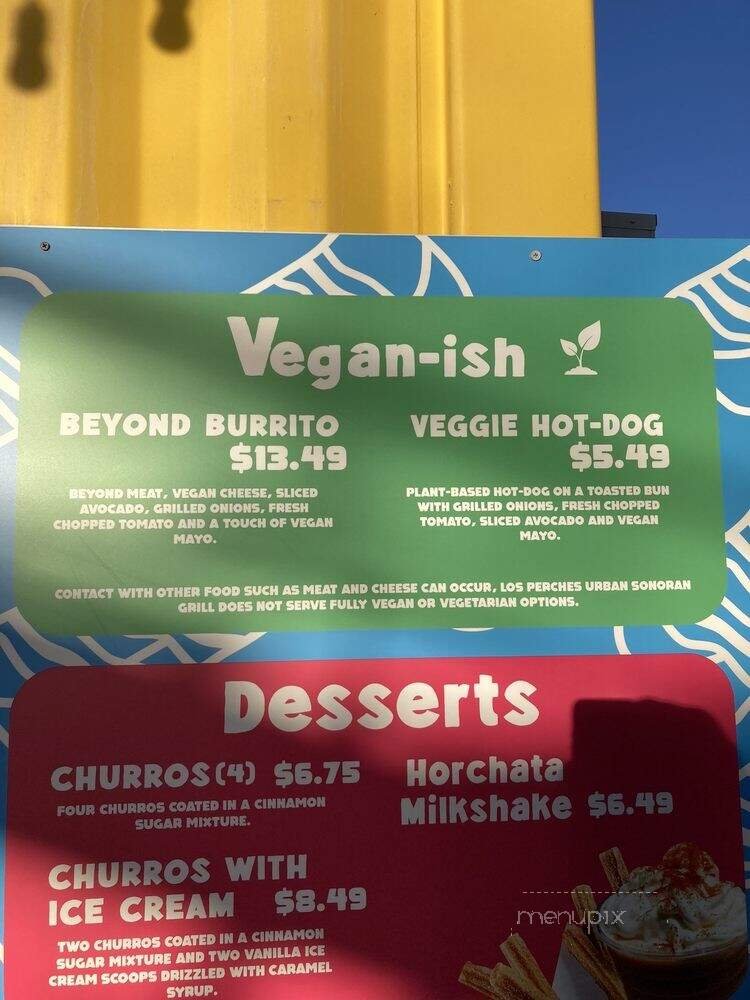 Vegan-ish
BEYOND BURRITO
$13.49
BEYOND MEAT, VEGAN CHEESE, SLICED
AVOCADO, GRILLED ONIONS, FRESH
CHOPPED TOMATO AND A TOUCH OF VEGAN
MAYO.
VEGGIE HOT-DOG
$5.49
PLANT-BASED HOT-DOG ON A TOASTED BUN
WITH GRILLED ONIONS, FRESH CHOPPED
TOMATO, SLICED AVOCADO AND VEGAN
MAYO.
CONTACT WITH OTHER FOOD SUCH AS MEAT AND CHEESE CAN OCCUR, LOS PERCHES URBAN SONORAN
GRILL DOES NOT SERVE FULLY VEGAN OR VEGETARIAN OPTIONS.
Desserts
CHURROS(4) $6.75
FOUR CHURROS COATED IN A CINNAMON
SUGAR MIXTURE.
Horchata
Milkshake $6.49
CHURROS WITH
ICE CREAM $8.49
TWO CHURROS COATED IN A CINNAMON
SUGAR MIXTURE AND TWO VANILLA ICE
CREAM SCOOPS DRIZZLED WITH CARAMEL
SYRUP.
menupix